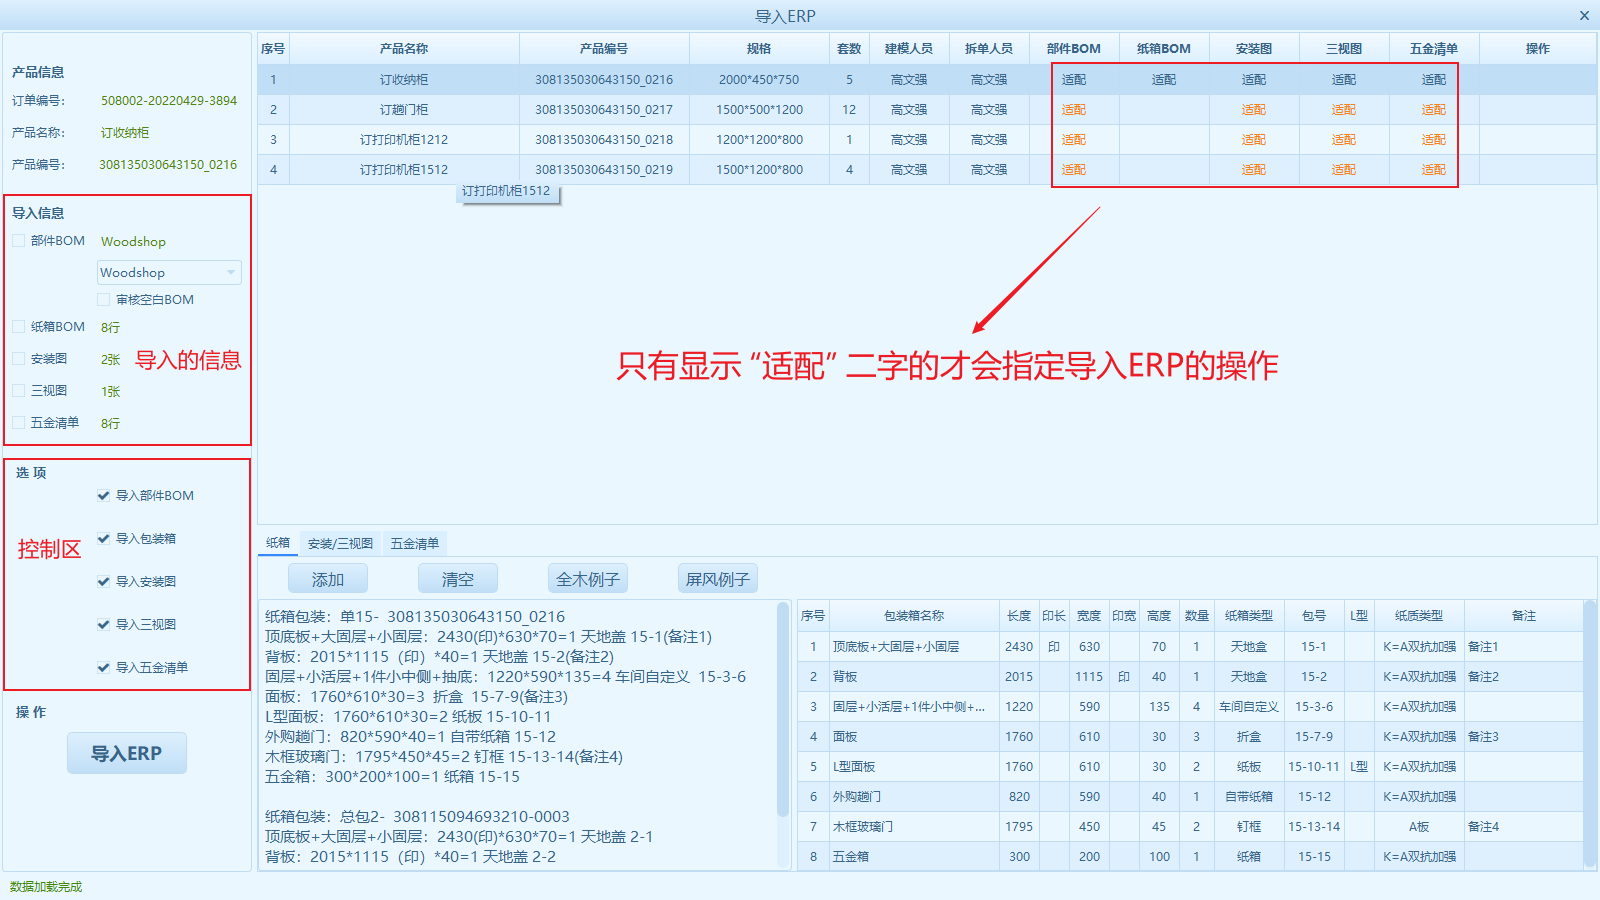 导入ERP
产品信息
订单编号： 508002-20220429-3894
产品名称： 订收纳柜
产品编号： 308135030643150_0216
导入信息
部件BOM Woodshop
Woodshop
审核空白BOM
纸箱BOM 8行
安装图 2张
导入的信息
三视图 1张
五金清单 8行
选 项
导入部件BOM
导入包装箱
控制区
导入安装图
导入三视图
导入五金清单
操 作
导入ERP
数据加载完成
序号 产品名称 产品编号 规格 套数 建模人员 拆单人员 部件BOM 纸箱BOM 安装图 三视图 五金清单 操作
1 订收纳柜 308135030643150_0216 2000*450*750 5 高文强 高文强 适配 适配 适配 适配 适配
2 订趟门柜 308135030643150_0217 1500*500*1200 12 高文强 高文强 适配 适配 适配 适配
3 订打印机柜1212 308135030643150_0218 1200*1200*800 1 高文强 高文强 适配 适配 适配 适配
4 订打印机柜1512 308135030643150_0219 1500*1200*800 4 高文强 高文强 适配 适配 适配 适配
订打印机柜1512
只有显示 “适配” 二字的才会指定导入ERP的操作
纸箱 安装/三视图 五金清单
添加 清空 全木例子 屏风例子
纸箱包装：单15- 308135030643150_0216
顶底板+大固层+小固层：2430(印)*630*70=1 天地盖 15-1(备注1)
背板：2015*1115（印）*40=1 天地盖 15-2(备注2)
固层+小活层+1件小中侧+抽底：1220*590*135=4 车间自定义 15-3-6
面板：1760*610*30=3 折盒 15-7-9(备注3)
L型面板：1760*610*30=2 纸板 15-10-11
外购趟门：820*590*40=1 自带纸箱 15-12
木框玻璃门：1795*450*45=2 钉框 15-13-14(备注4)
五金箱：300*200*100=1 纸箱 15-15
纸箱包装：总包2- 308115094693210-0003
顶底板+大固层+小固层：2430(印)*630*70=1 天地盖 2-1
背板：2015*1115（印）*40=1 天地盖 2-2
序号 包装箱名称 长度 印长 宽度 印宽 高度 数量 纸箱类型 包号 L型 纸质类型 备注
1 顶底板+大固层+小固层 2430 印 630 70 1 天地盒 15-1 K=A双抗加强 备注1
2 背板 2015 1115 印 40 1 天地盒 15-2 K=A双抗加强 备注2
3 固层+小活层+1件小中侧+... 1220 590 135 4 车间自定义 15-3-6 K=A双抗加强
4 面板 1760 610 30 3 折盒 15-7-9 K=A双抗加强 备注3
5 L型面板 1760 610 30 2 纸板 15-10-11 L型 K=A双抗加强
6 外购趟门 820 590 40 1 自带纸箱 15-12 K=A双抗加强
7 木框玻璃门 1795 450 45 2 钉框 15-13-14 A板 备注4
8 五金箱 300 200 100 1 纸箱 15-15 K=A双抗加强